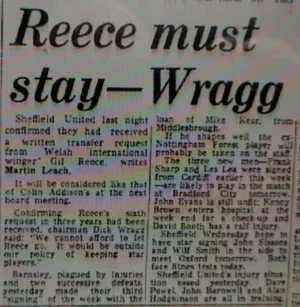 Reece must
stay—Wragg
Sheffield United last night
confirmed they had received
a written transfer request
from Welsh international
winger Gil Reece, writes
Martin Leach.
It will be considered like that
of Colin Addison's at the next
board meeting.
Confirming Reece's sixth
request in three years had been
received, chairman Dick Wragg
said: "We cannot afford to let
Reece go. It would be outside
our policy of keeping star
players."
Barnsley, plagued by injuries
and two successive defeats,
yesterday made their third
signing of the week with the
loan of Mike Kear, from
Middlesbrough.
If he shapes well the ex-
Nottingham Forest player will
probably be taken on the staff.
The three new men—Frank
Sharp and Les Lea were signed
from Cardiff earlier this week
—are likely to play in the match
at Bradford City tomorrow.
John Evans is still unfit; Kenny
Brown enters hospital at the
week end for a check-up and
David Booth has a calf injury.
Sheffield Wednesday hope to
have star signing John Sissons
and Wilf Smith in the side to
meet Oxford tomorrow. Both
face fitness tests today.
Sheffield United's injury situa-
tion eased yesterday. Dave
Powell, John Barnwell and Alan
Hodgkinson are all in training.